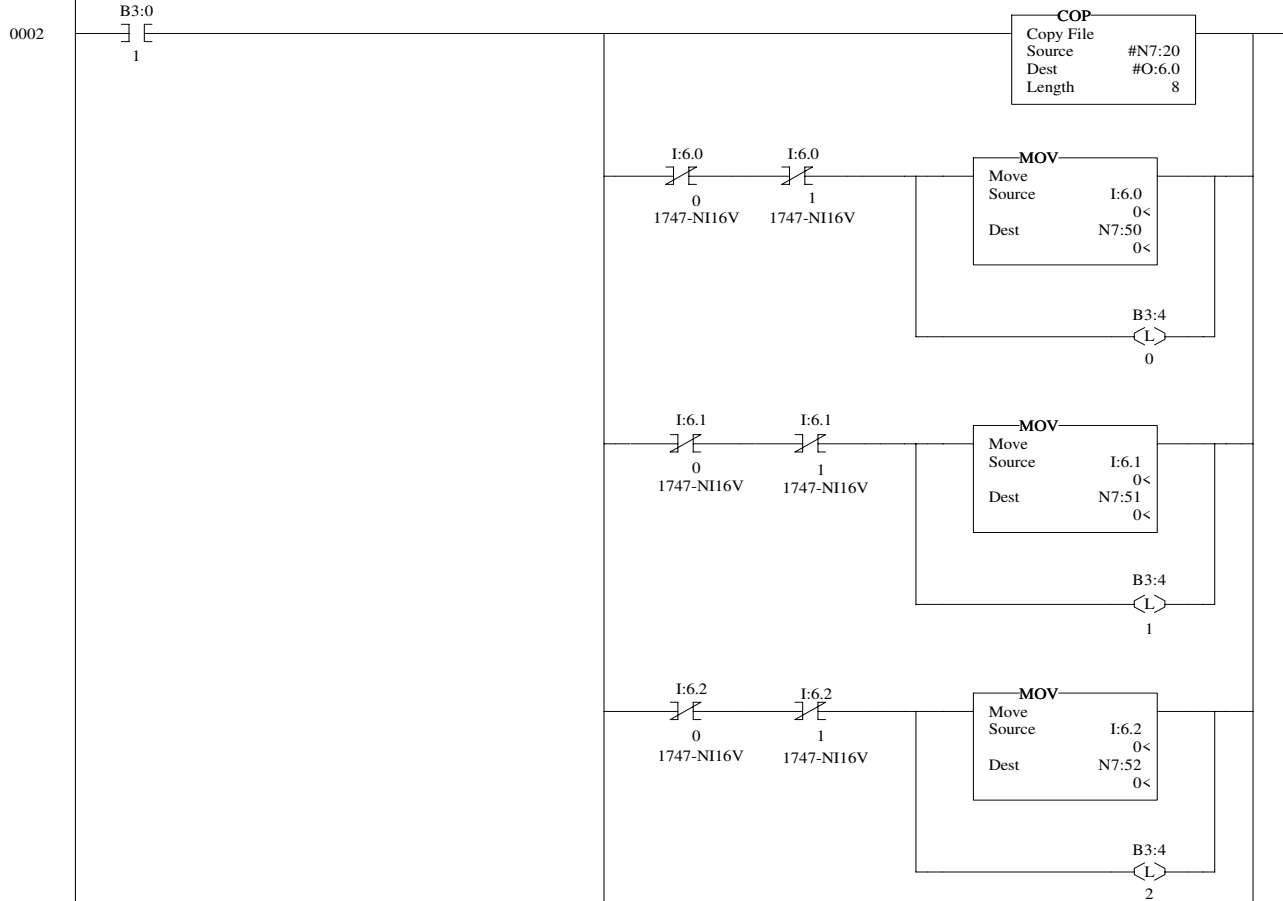 B3:0
0002
1
COP
Copy File
Source #N7:20
Dest #O:6.0
Length 8
I:6.0 I:6.0
0 1
1747-NI16V 1747-NI16V
MOV
Move
Source I:6.0
0<
Dest N7:50
0<
B3:4
L
0
I:6.1 I:6.1
0 1
1747-NI16V 1747-NI16V
MOV
Move
Source I:6.1
0<
Dest N7:51
0<
B3:4
L
1
I:6.2 I:6.2
0 1
1747-NI16V 1747-NI16V
MOV
Move
Source I:6.2
0<
Dest N7:52
0<
B3:4
L
2